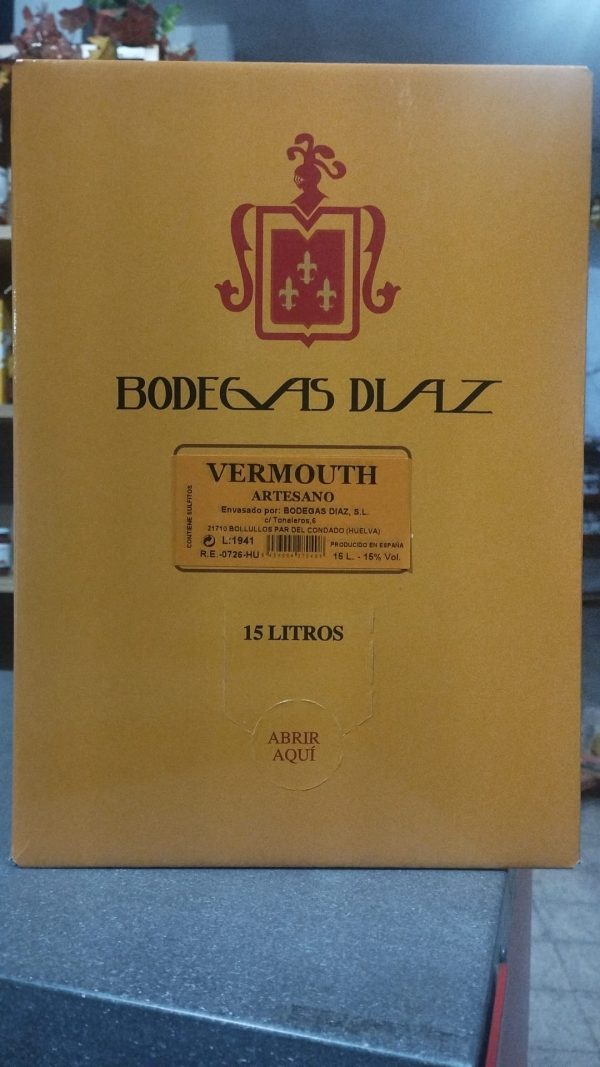 BODEGAS DIAZ
VERMOUTH
ARTESANO
CONTIENE SULFITOS
Envasado por: BODEGAS DIAZ, S.L.
c/ Toneleros,6
21710 BOLLULLOS PAR DEL CONDADO (HUELVA)
L:1941 PRODUCIDO EN ESPAÑA
R.E.-0726-HU 15 L. - 15% Vol.
15 LITROS
ABRIR
AQUÍ